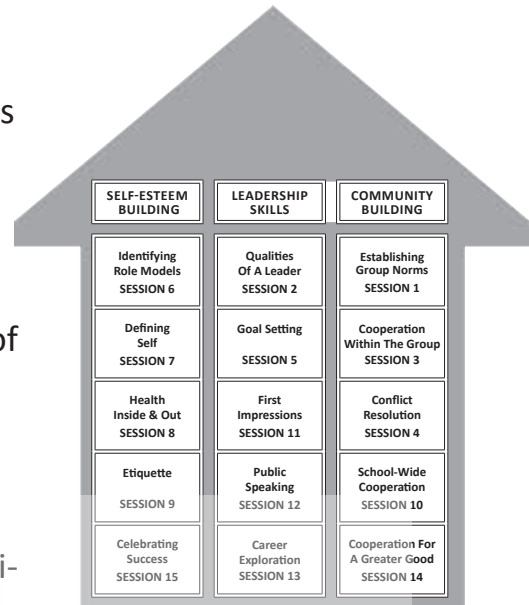 s
of
i-
SELF-ESTEEM
BUILDING
LEADERSHIP
SKILLS
COMMUNITY
BUILDING
Identifying
Role Models
SESSION 6
Qualities
Of A Leader
SESSION 2
Establishing
Group Norms
SESSION 1
Defining
Self
SESSION 7
Goal Setting
SESSION 5
Cooperation
Within The Group
SESSION 3
Health
Inside & Out
SESSION 8
First
Impressions
SESSION 11
Conflict
Resolution
SESSION 4
Etiquette
SESSION 9
Public
Speaking
SESSION 12
School-Wide
Cooperation
SESSION 10
Celebrating
Success
SESSION 15
Career
Exploration
SESSION 13
Cooperation For
A Greater Good
SESSION 14